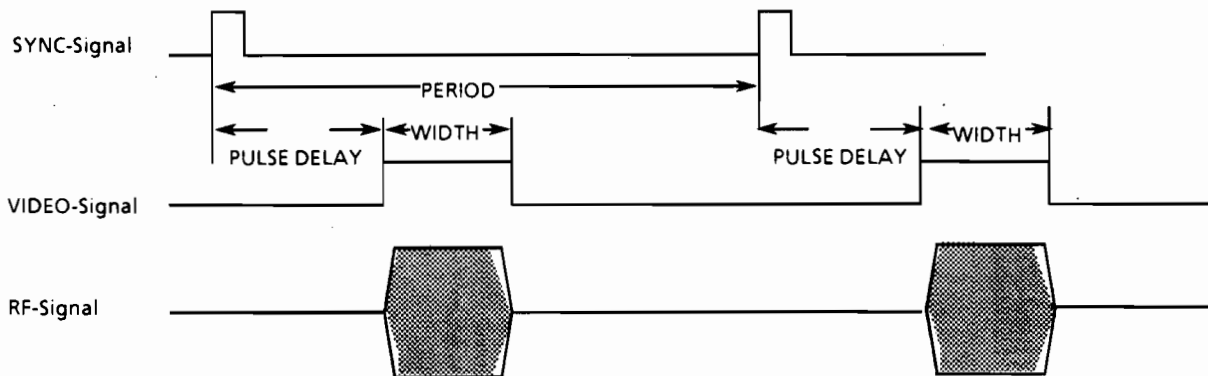 SYNC-Signal
PERIOD
WIDTH
WIDTH
PULSE DELAY
PULSE DELAY
VIDEO-Signal
RF-Signal